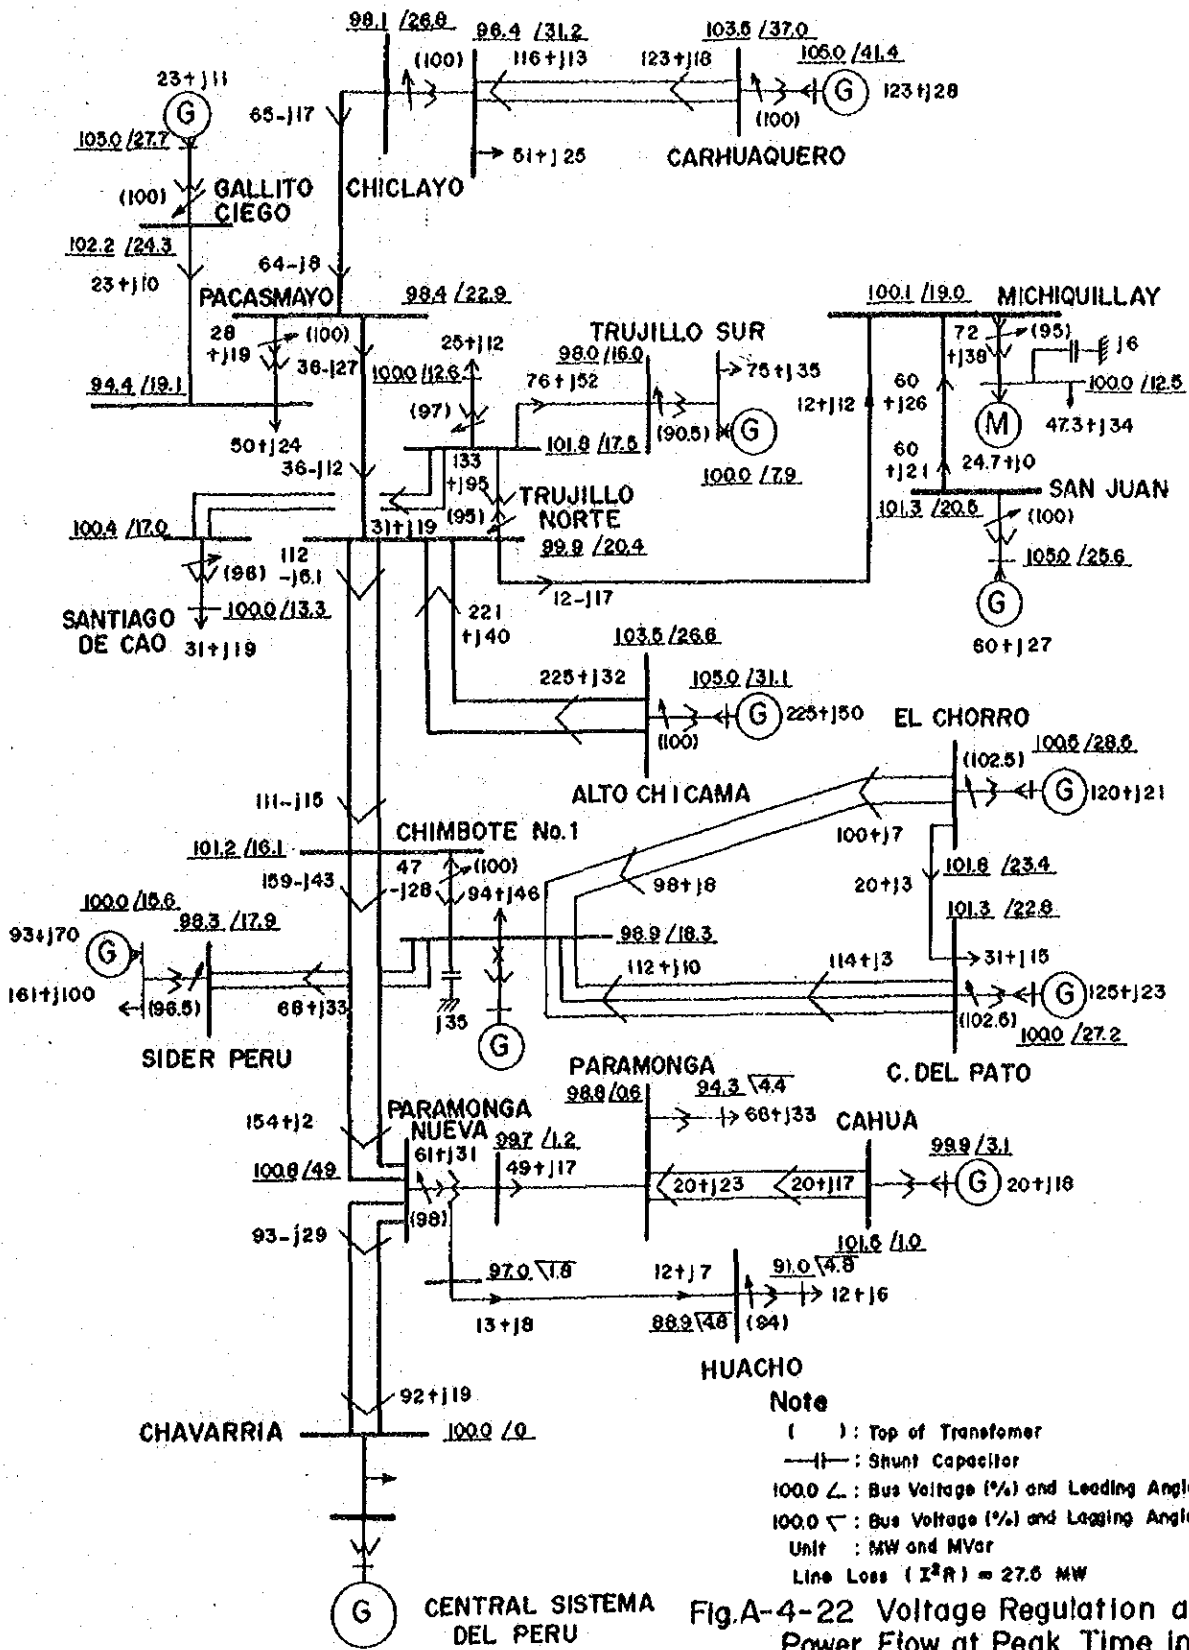 98.1 /26.8
96.4 /31.2
103.5 /37.0
(100)
116+j13
123+j18
105.0 /41.4
23+j11
G
G
123+j28
65-j17
(100)
105.0 /27.7
51+j25
CARHUAQUERO
(100)
GALLITO
CIEGO
CHICLAYO
102.2 /24.3
23+j10
64-j8
PACASMAYO
98.4 /22.9
100.1 /19.0
MICHIQUILLAY
28
+j19
(100)
25+j12
TRUJILLO SUR
72
+j38
(95)
j6
36-j27
98.0 /16.0
94.4 /19.1
100.0 /12.6
76+j52
75+j35
12+j12
60
+j26
100.0 /12.5
(97)
(90.5)
G
M
47.3+j34
50+j24
101.8 /17.5
60
+j21
24.7+j0
36-j12
133
+j95
100.0 /7.9
SAN JUAN
(95)
TRUJILLO
NORTE
101.3 /20.5
(100)
100.4 /17.0
31+j19
99.9 /20.4
105.0 /25.6
(96)
112
-j5.1
12-j17
G
100.0 /13.3
221
+j40
SANTIAGO
DE CAO
31+j19
103.5 /26.6
60+j27
225+j32
105.0 /31.1
G
225+j50
EL CHORRO
(100)
(102.5)
100.5 /28.5
G
120+j21
ALTO CHICAMA
111-j15
CHIMBOTE No.1
100+j7
101.2 /16.1
47
-j28
(100)
98+j8
20+j3
101.8 /23.4
159-j43
94+j46
101.3 /22.8
100.0 /15.6
98.3 /17.9
98.9 /18.3
93+j70
G
112+j10
114+j3
31+j15
161+j100
(96.5)
68+j33
j35
G
G
125+j23
(102.5)
100.0 /27.2
SIDER PERU
PARAMONGA
C. DEL PATO
98.8 /0.6
94.3 \4.4
154+j2
PARAMONGA
NUEVA
66+j33
CAHUA
61+j31
99.7 /1.2
99.9 /3.1
100.8 /4.9
49+j17
20+j23
20+j17
G
20+j18
(98)
93-j29
101.5 /1.0
97.0 \1.8
12+j7
91.0 \4.8
12+j6
13+j8
88.9 \4.8
(94)
HUACHO
92+j19
Note
CHAVARRIA
100.0 /0
( ) : Top of Transfomer
: Shunt Capacitor
100.0 ∠ : Bus Voltage (%) and Leading Angle
100.0 \ : Bus Voltage (%) and Lagging Angle
Unit : MW and MVar
Line Loss (I²R) = 27.5 MW
G
CENTRAL SISTEMA
DEL PERU
Fig.A-4-22 Voltage Regulation
Power Flow at Peak Time in